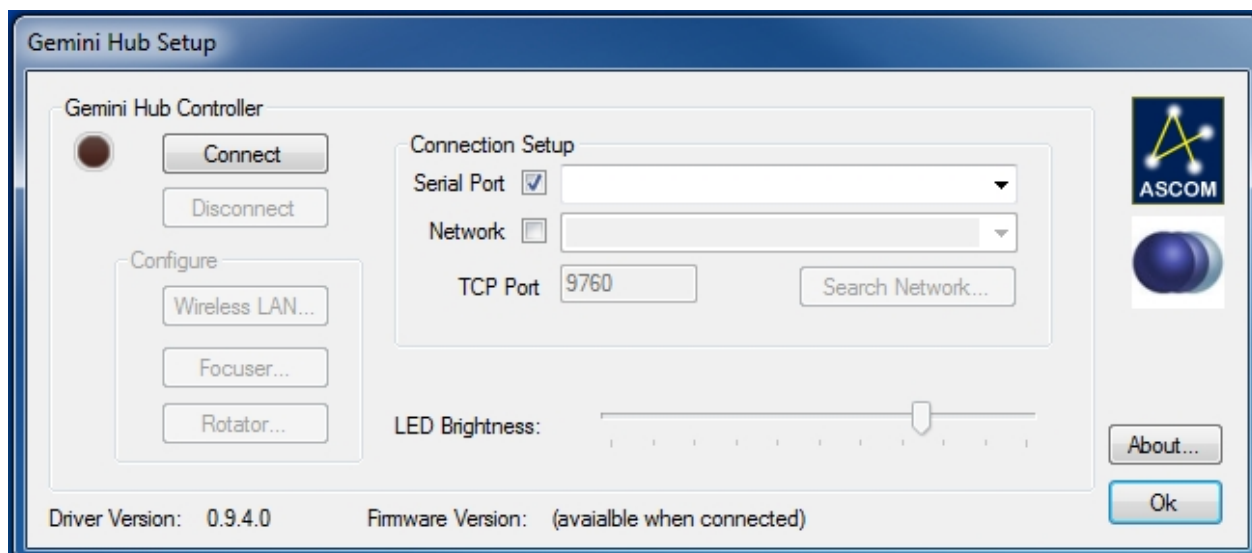 Gemini Hub Setup
Gemini Hub Controller
Connect
Disconnect
Configure
Wireless LAN...
Focuser...
Rotator...
Connection Setup
Serial Port
Network
TCP Port 9760 Search Network...
LED Brightness:
ASCOM
About...
Ok
Driver Version: 0.9.4.0 Firmware Version: (avaialble when connected)